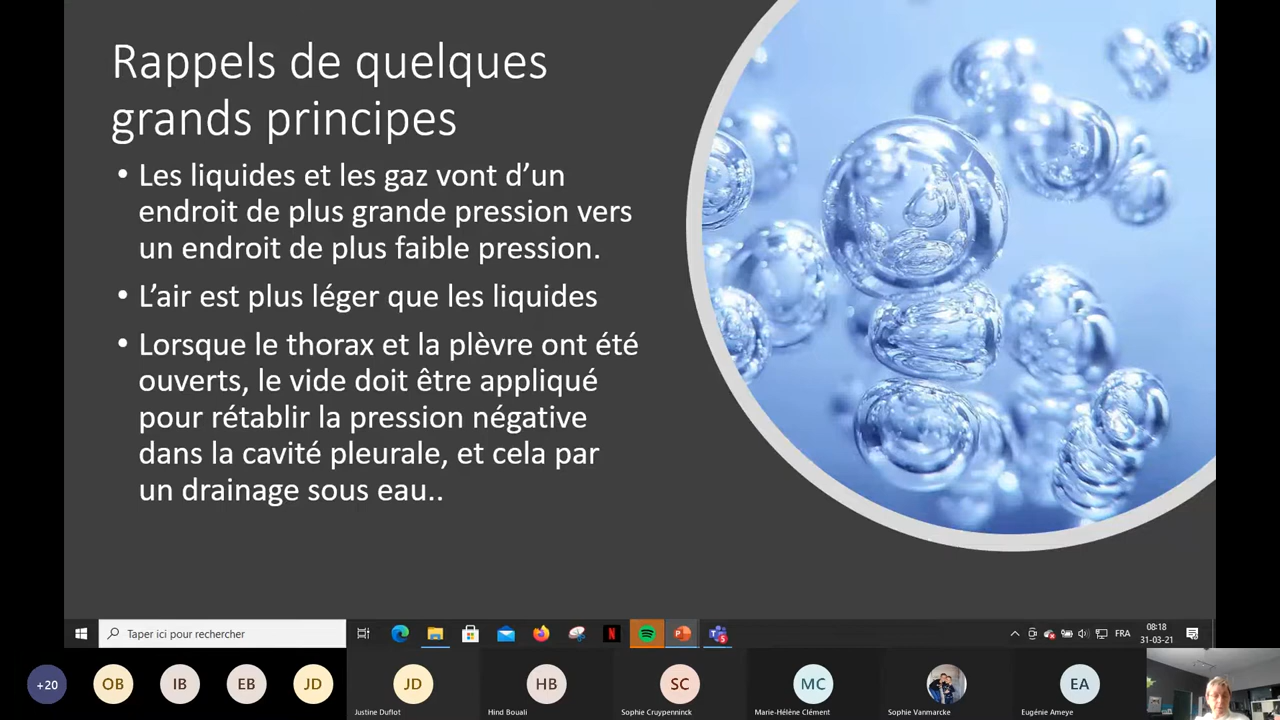 Rappels de quelques
grands principes
• Les liquides et les gaz vont d’un
endroit de plus grande pression vers
un endroit de plus faible pression.
• L’air est plus léger que les liquides
• Lorsque le thorax et la plèvre ont été
ouverts, le vide doit être appliqué
pour rétablir la pression négative
dans la cavité pleurale, et cela par
un drainage sous eau..
Taper ici pour rechercher
N
P
FRA
08:18
31-03-21
+20
OB
IB
EB
JD
JD
HB
SC
MC
EA
Justine Duflot
Hind Bouali
Sophie Cruypenninck
Marie-Hélène Clément
Sophie Vanmarcke
Eugénie Ameye